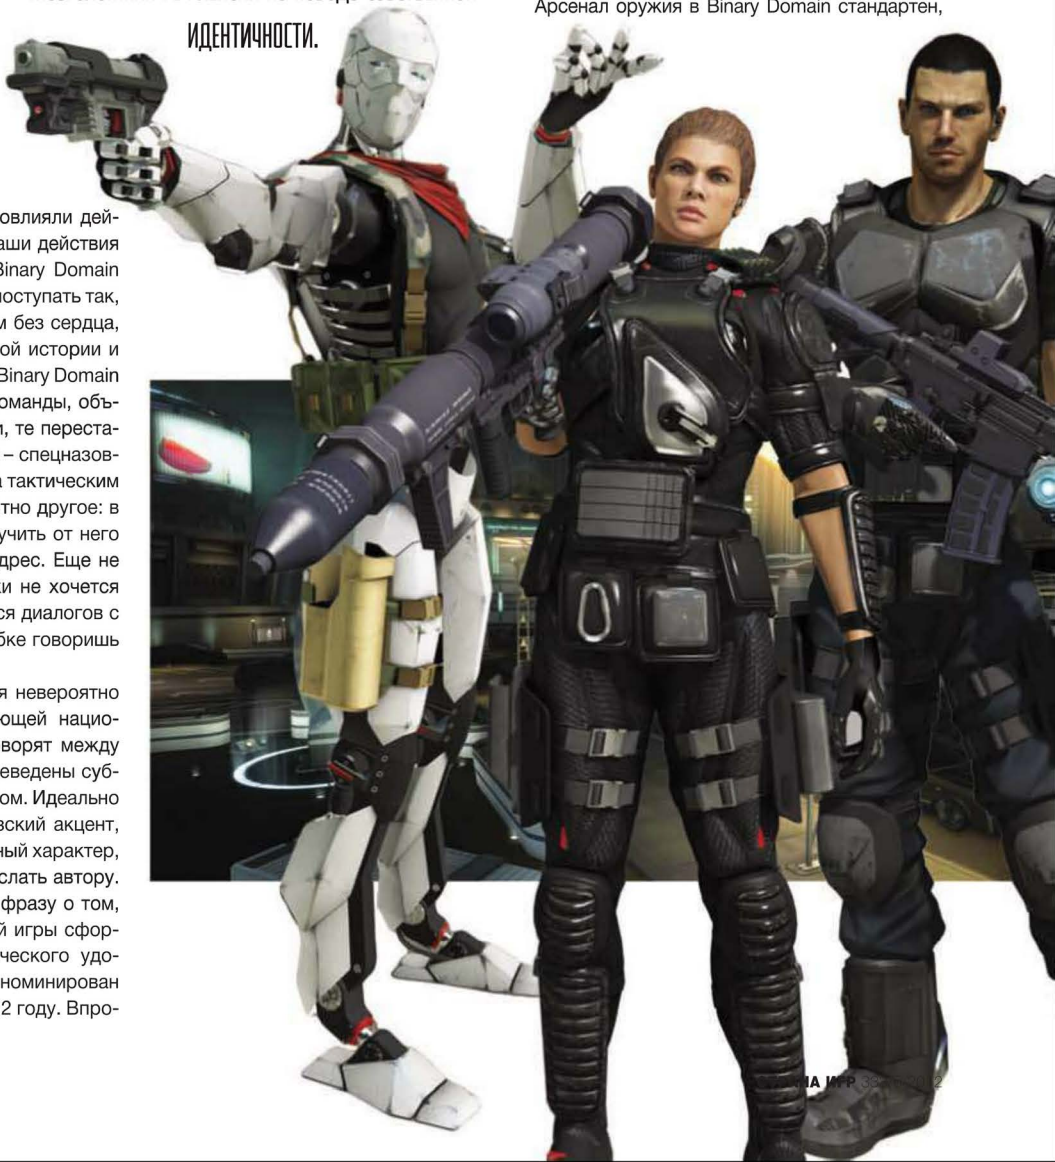 ИДЕНТИЧНОСТИ.
Арсенал оружия в Binary Domain стандартен,
овлияли дей-
аши действия
Binary Domain
поступать так,
м без сердца,
ой истории и
Binary Domain
оманды, объ-
и, те переста-
– спецназов-
а тактическим
тно другое: в
учить от него
дрес. Еще не
ки не хочется
ся диалогов с
бке говоришь
я невероятно
ющей нацио-
ворят между
еведены суб-
ом. Идеально
вский акцент,
ный характер,
слать автору.
фразу о том,
й игры сфор-
ческого удо-
номинирован
2 году. Впро-
НА ИГР